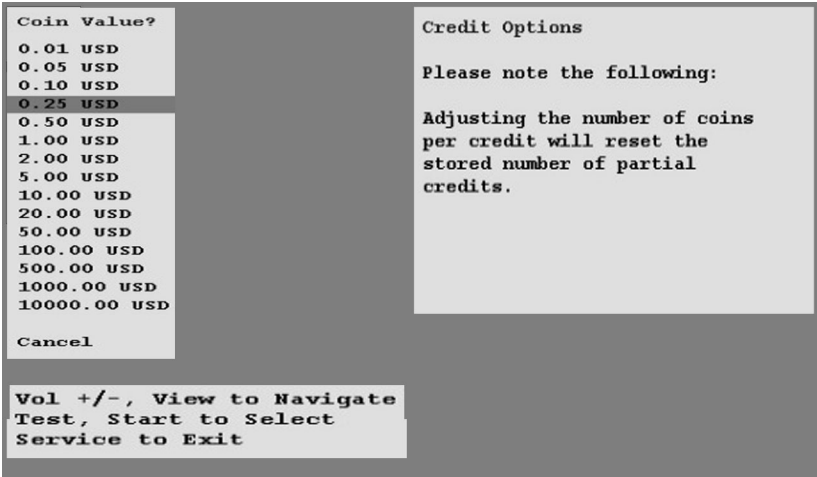 Coin Value?
0.01 USD
0.05 USD
0.10 USD
0.25 USD
0.50 USD
1.00 USD
2.00 USD
5.00 USD
10.00 USD
20.00 USD
50.00 USD
100.00 USD
500.00 USD
1000.00 USD
10000.00 USD
Cancel
Vol +/-, View to Navigate
Test, Start to Select
Service to Exit
Credit Options
Please note the following:
Adjusting the number of coins
per credit will reset the
stored number of partial
credits.